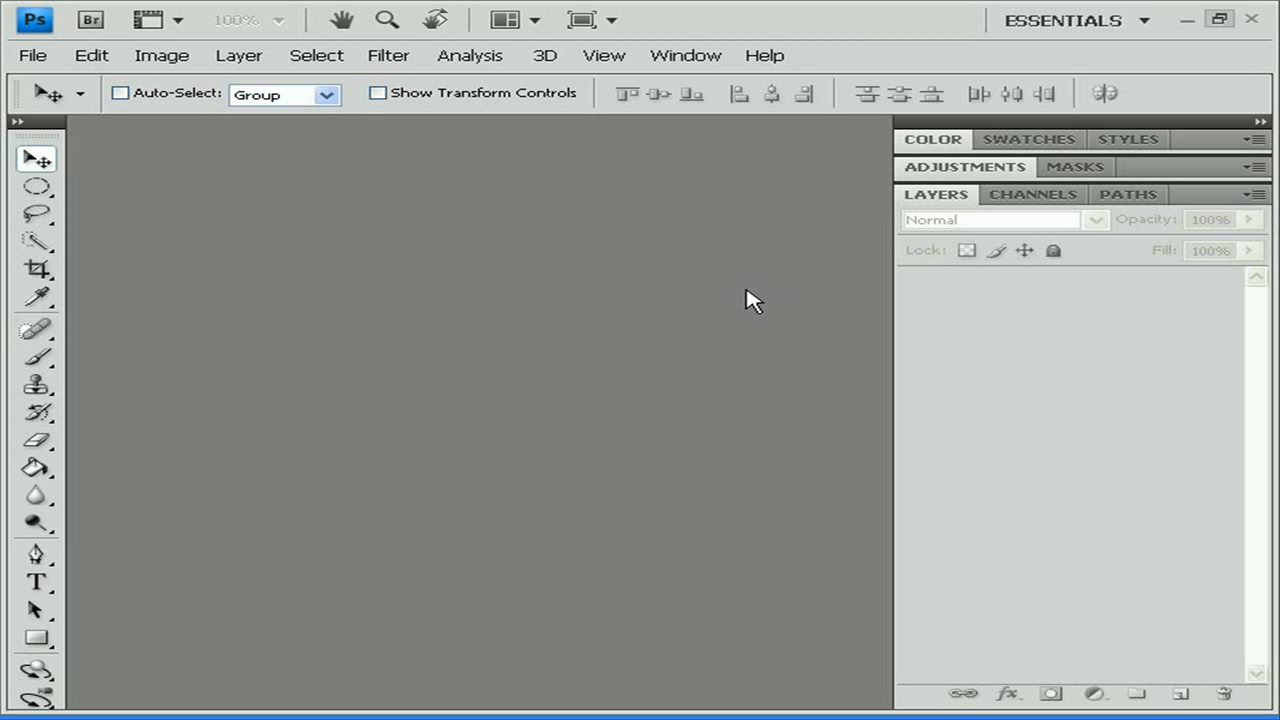 Ps Br 100% ESSENTIALS
File Edit Image Layer Select Filter Analysis 3D View Window Help
Auto-Select: Group Show Transform Controls
COLOR SWATCHES STYLES
ADJUSTMENTS MASKS
LAYERS CHANNELS PATHS
Normal Opacity: 100%
Lock: Fill: 100%
T
fx